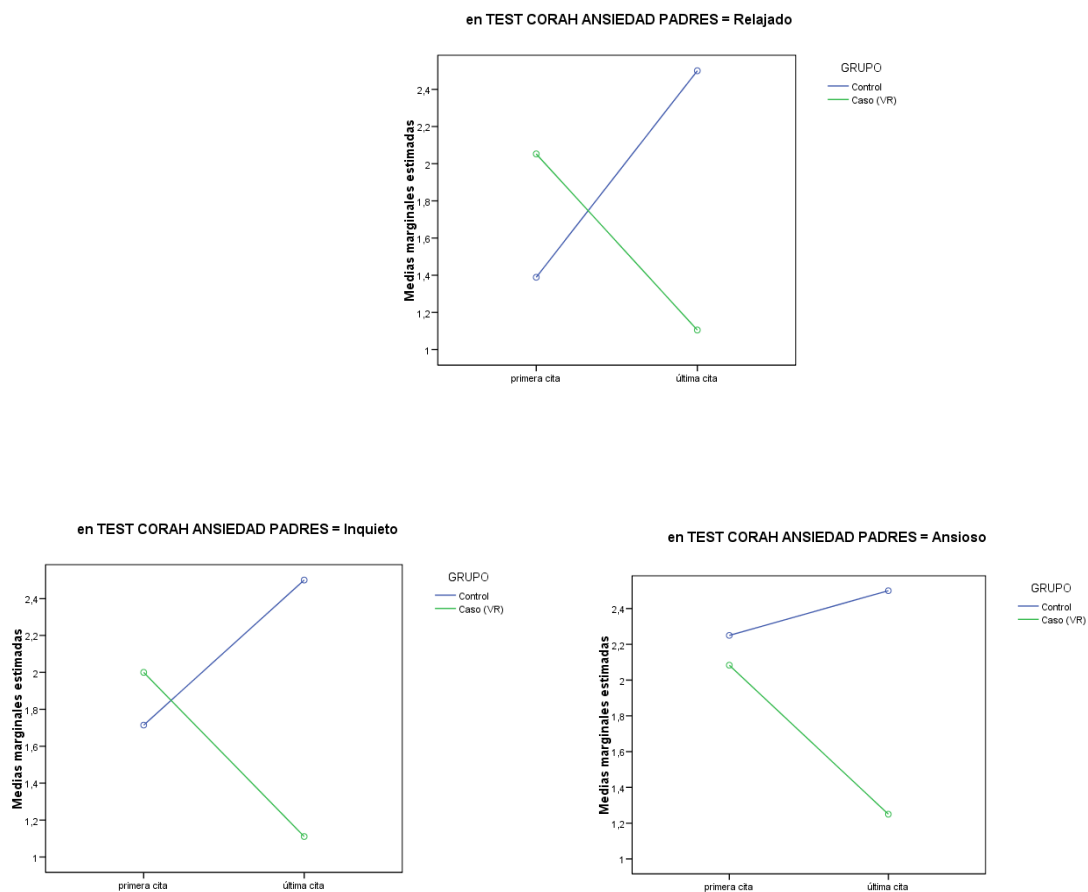 en TEST CORAH ANSIEDAD PADRES = Relajado
Medias marginales estimadas
2,4
2,2
2
1,8
1,6
1,4
1,2
1
primera cita
última cita
GRUPO
Control
Caso (VR)
en TEST CORAH ANSIEDAD PADRES = Inquieto
Medias marginales estimadas
2,4
2,2
2
1,8
1,6
1,4
1,2
1
primera cita
última cita
GRUPO
Control
Caso (VR)
en TEST CORAH ANSIEDAD PADRES = Ansioso
Medias marginales estimadas
2,4
2,2
2
1,8
1,6
1,4
1,2
1
primera cita
última cita
GRUPO
Control
Caso (VR)